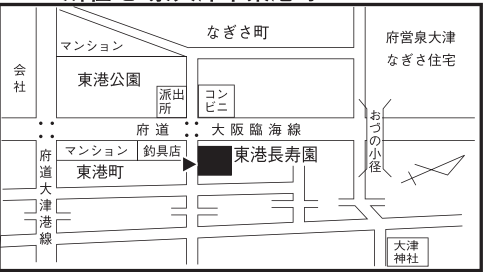 なぎさ町
府営泉大津
なぎさ住宅
マンション
会社
東港公園
派出所
コンビニ
府道 大阪臨海線
おづの小径
マンション
釣具店
東港長寿園
東港町
府道大津港線
大津
神社